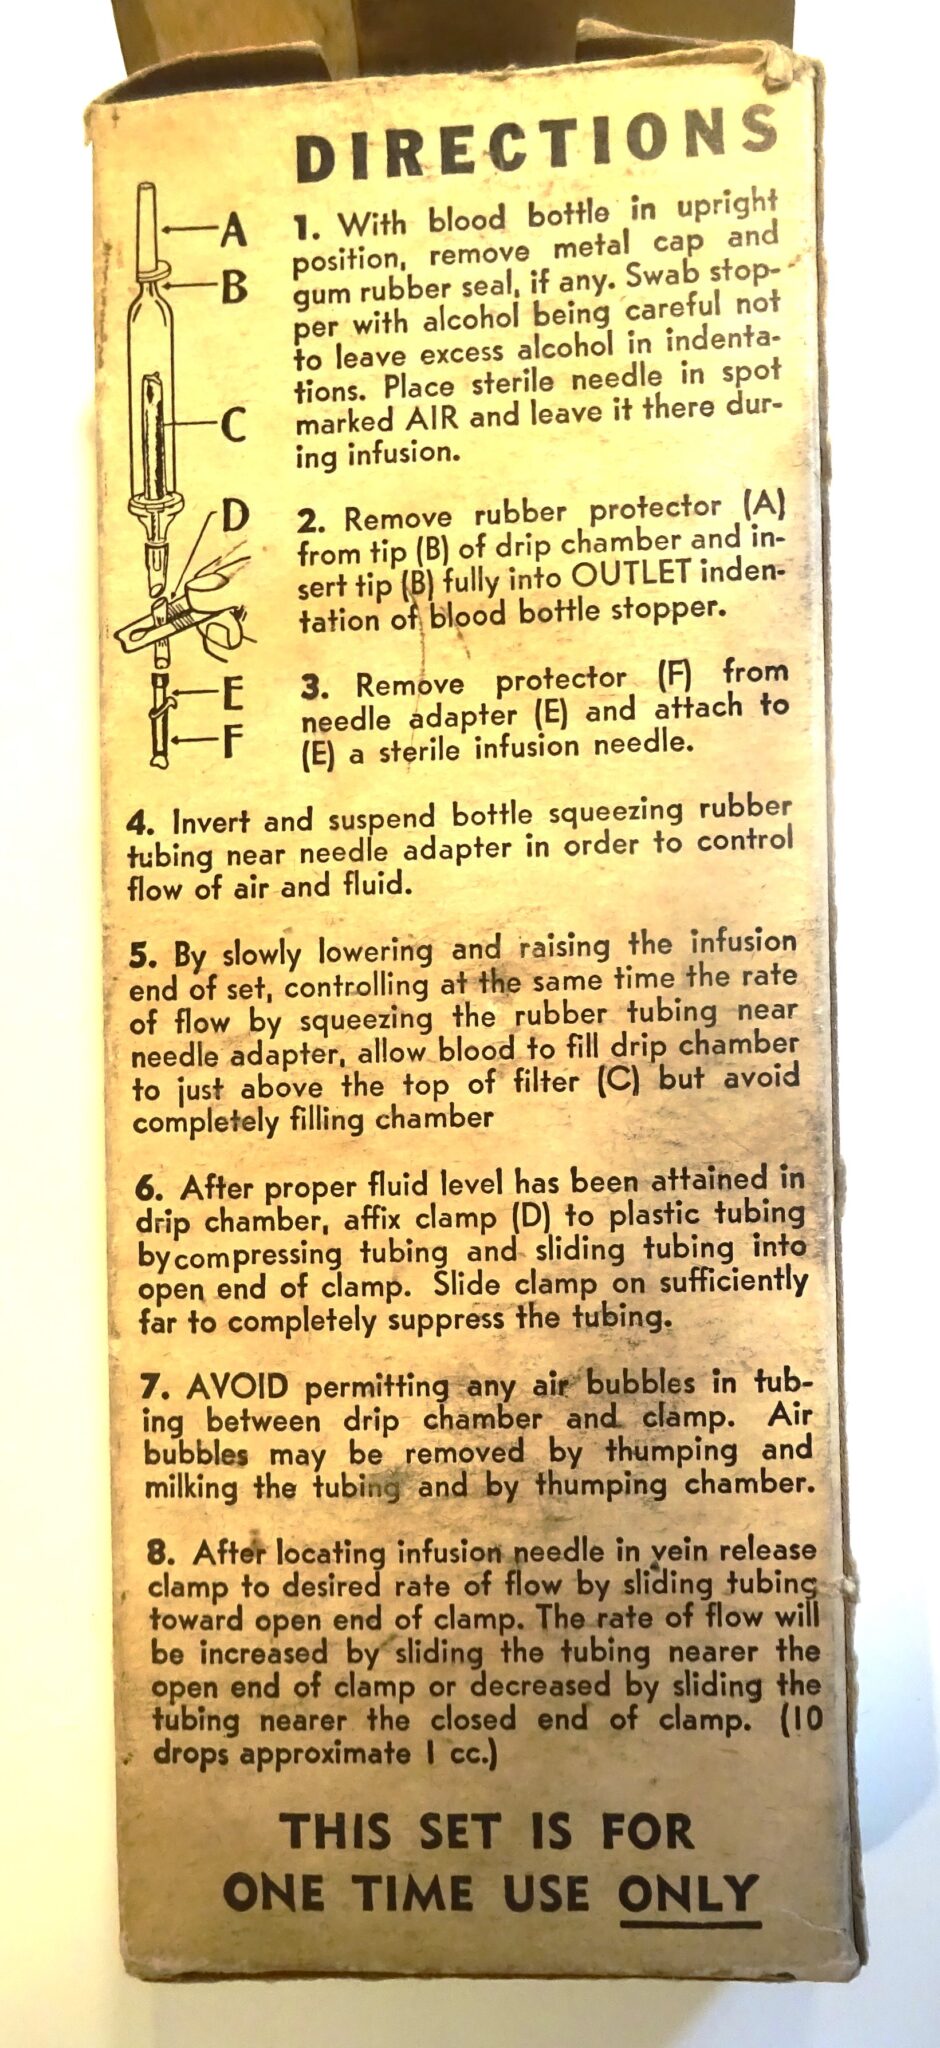 DIRECTIONS
A
B
C
D
E
F
1. With blood bottle in upright
position, remove metal cap and
gum rubber seal, if any. Swab stop-
per with alcohol being careful not
to leave excess alcohol in indenta-
tions. Place sterile needle in spot
marked AIR and leave it there dur-
ing infusion.
2. Remove rubber protector (A)
from tip (B) of drip chamber and in-
sert tip (B) fully into OUTLET inden-
tation of blood bottle stopper.
3. Remove protector (F) from
needle adapter (E) and attach to
(E) a sterile infusion needle.
4. Invert and suspend bottle squeezing rubber
tubing near needle adapter in order to control
flow of air and fluid.
5. By slowly lowering and raising the infusion
end of set, controlling at the same time the rate
of flow by squeezing the rubber tubing near
needle adapter, allow blood to fill drip chamber
to just above the top of filter (C) but avoid
completely filling chamber
6. After proper fluid level has been attained in
drip chamber, affix clamp (D) to plastic tubing
by compressing tubing and sliding tubing into
open end of clamp. Slide clamp on sufficiently
far to completely suppress the tubing.
7. AVOID permitting any air bubbles in tub-
ing between drip chamber and clamp. Air
bubbles may be removed by thumping and
milking the tubing and by thumping chamber.
8. After locating infusion needle in vein release
clamp to desired rate of flow by sliding tubing
toward open end of clamp. The rate of flow will
be increased by sliding the tubing nearer the
open end of clamp or decreased by sliding the
tubing nearer the closed end of clamp. (10
drops approximate 1 cc.)
THIS SET IS FOR
ONE TIME USE ONLY